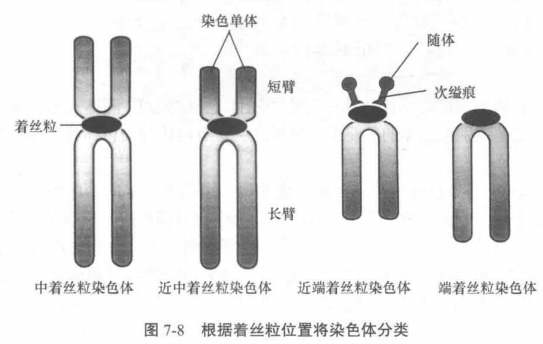 染色单体
随体
短臂
次缢痕
着丝粒
长臂
中着丝粒染色体
近中着丝粒染色体
近端着丝粒染色体
端着丝粒染色体
图 7-8 根据着丝粒位置将染色体分类